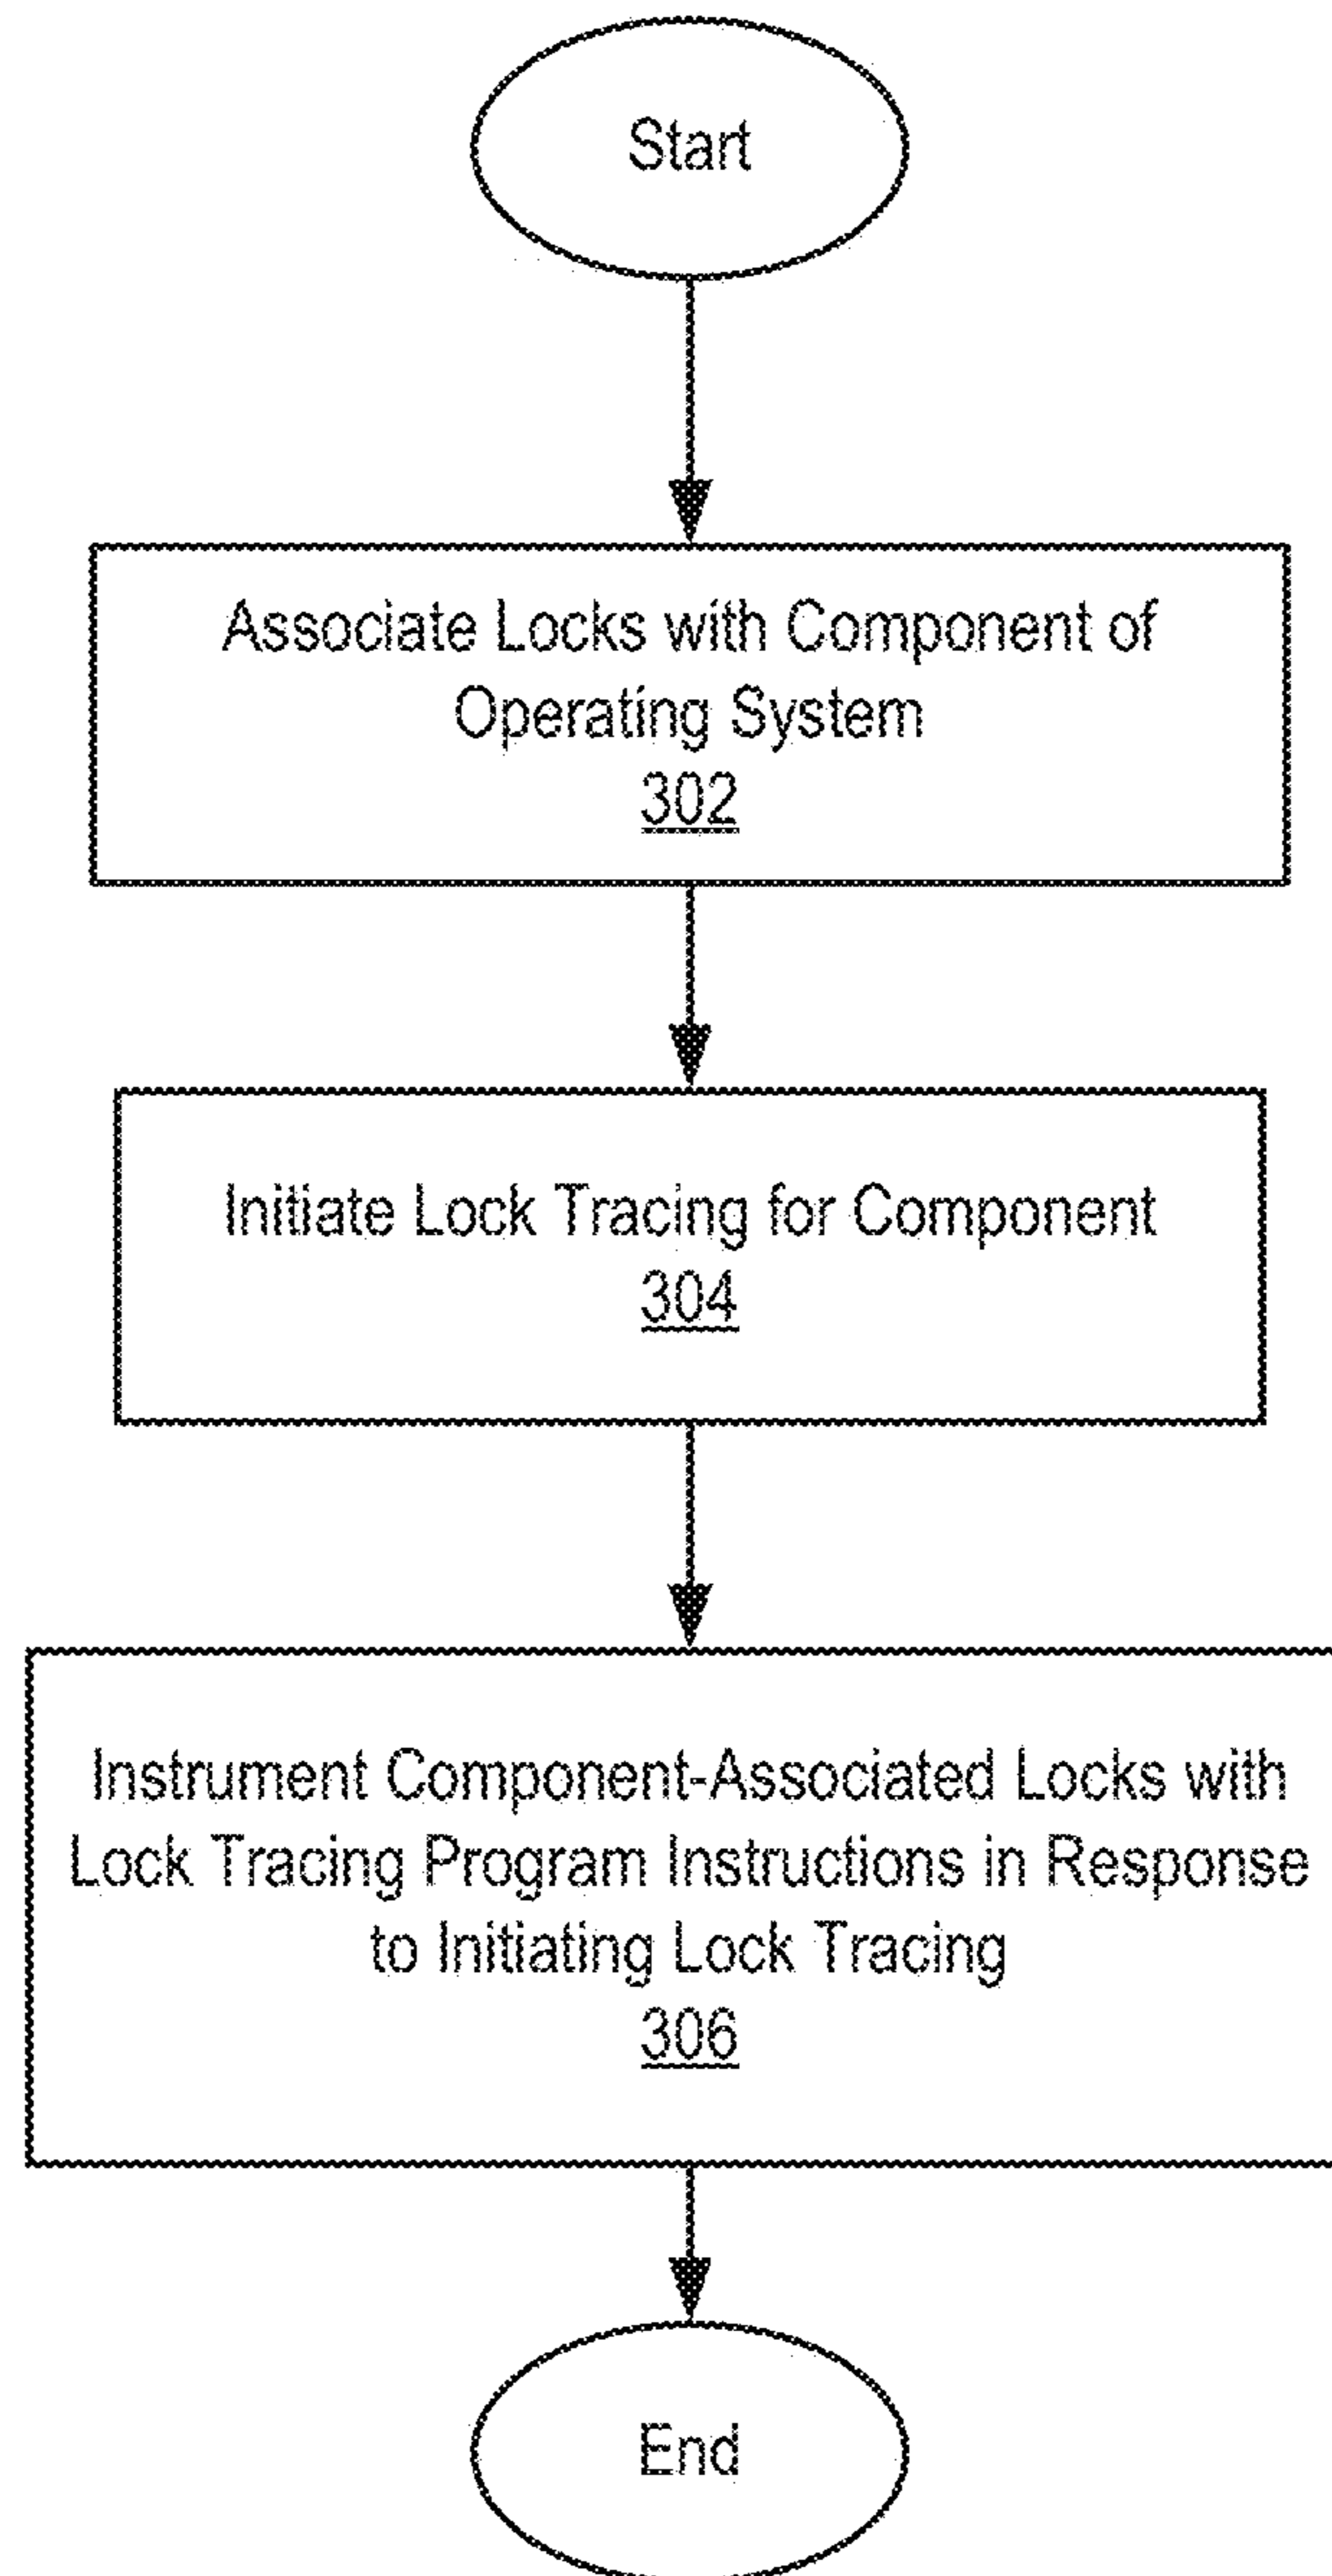 Start
Associate Locks with Component of
Operating System
302
Initiate Lock Tracing for Component
304
Instrument Component-Associated Locks with
Lock Tracing Program Instructions in Response
to Initiating Lock Tracing
306
End